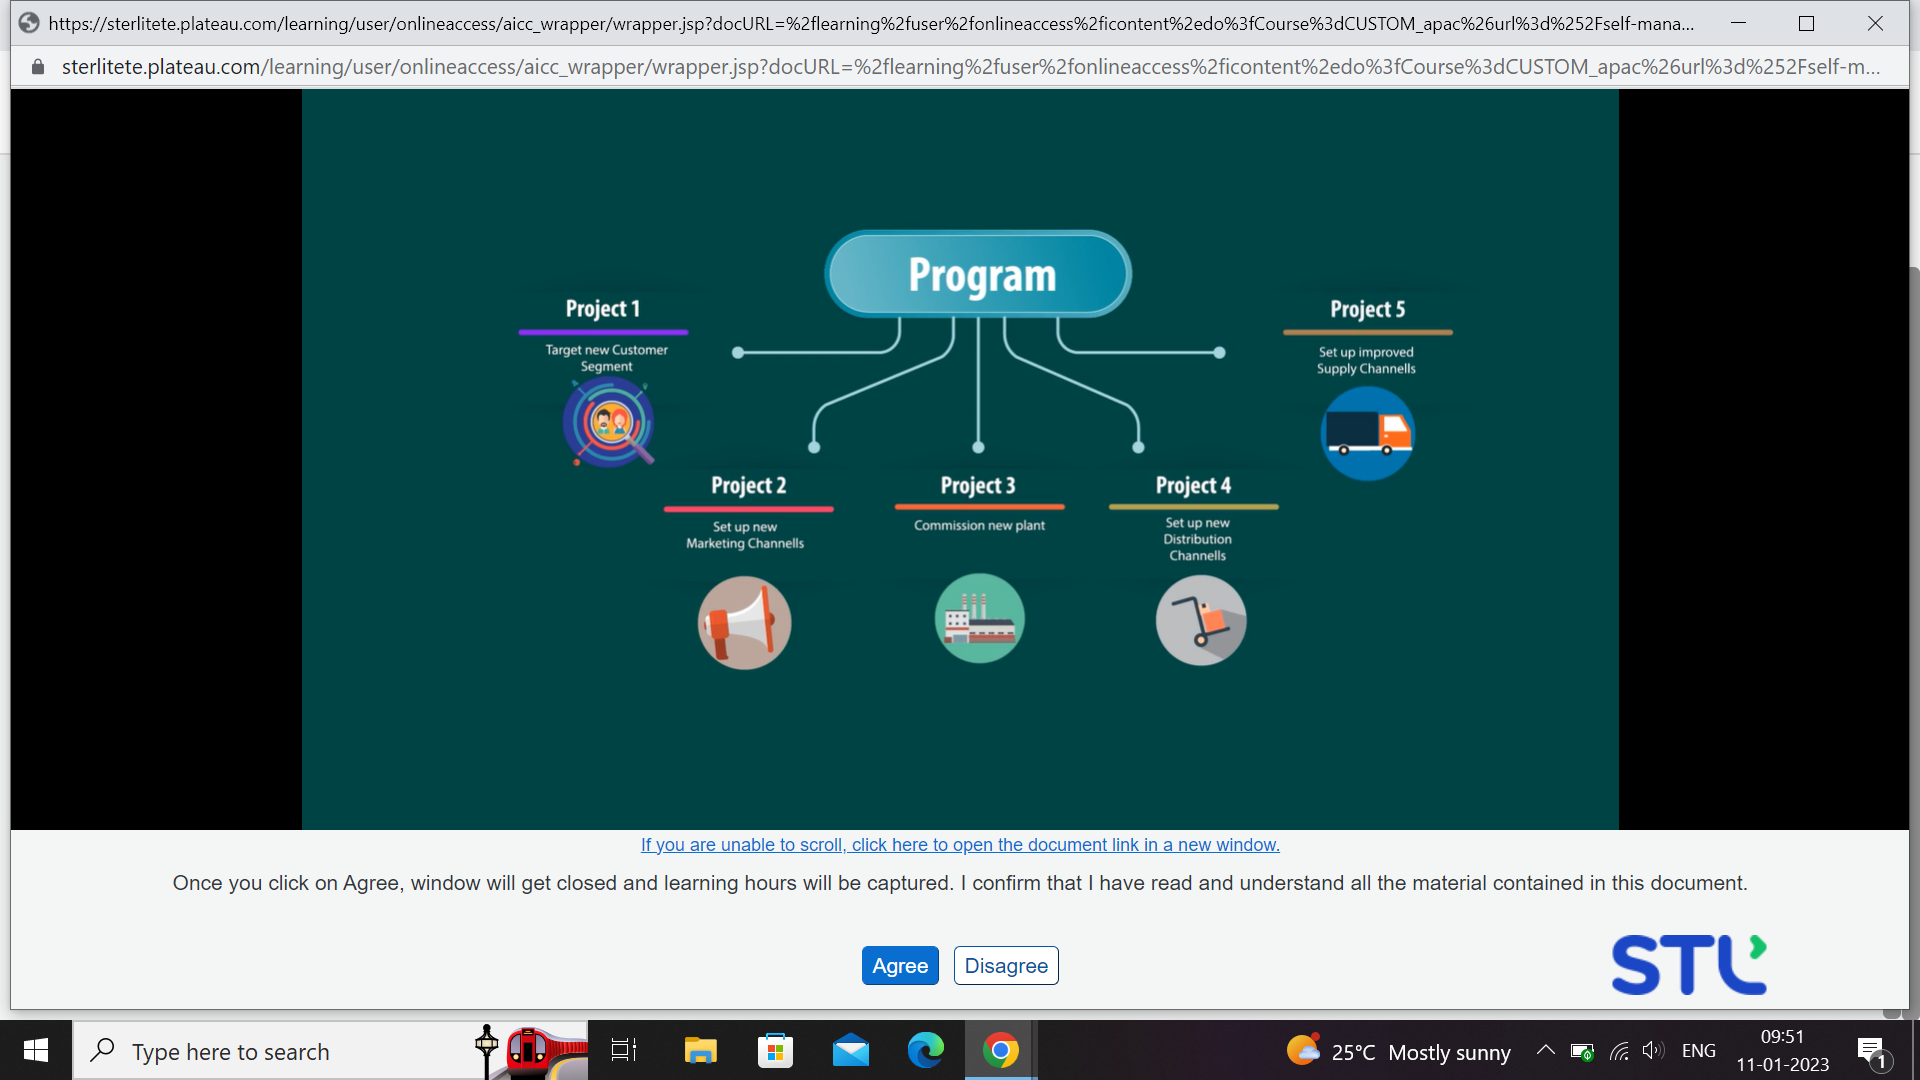 https://sterlitete.plateau.com/learning/user/onlineaccess/aicc_wrapper/wrapper.jsp?docURL=%2flearning%2fuser%2fonlineaccess%2ficontent%2edo%3fCourse%3dCUSTOM_apac%26url%3d%252Fself-mana...
sterlitete.plateau.com/learning/user/onlineaccess/aicc_wrapper/wrapper.jsp?docURL=%2flearning%2fuser%2fonlineaccess%2ficontent%2edo%3fCourse%3dCUSTOM_apac%26url%3d%252Fself-m...
Program
Project 1
Target new Customer
Segment
Project 5
Set up improved
Supply Channells
Project 2
Set up new
Marketing Channells
Project 3
Commission new plant
Project 4
Set up new
Distribution
Channells
If you are unable to scroll, click here to open the document link in a new window.
Once you click on Agree, window will get closed and learning hours will be captured. I confirm that I have read and understand all the material contained in this document.
Agree
Disagree
STL
Type here to search
25°C Mostly sunny
ENG
09:51
11-01-2023
1